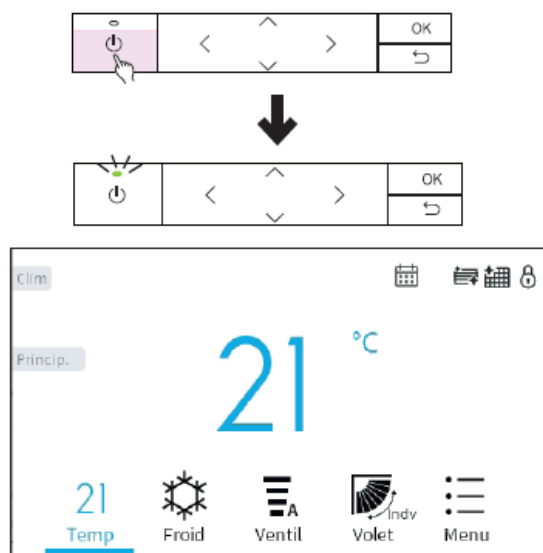 OK
OK
Clim
21 °C
Princip.
21 A Indv
Temp Froid Ventil Volet Menu